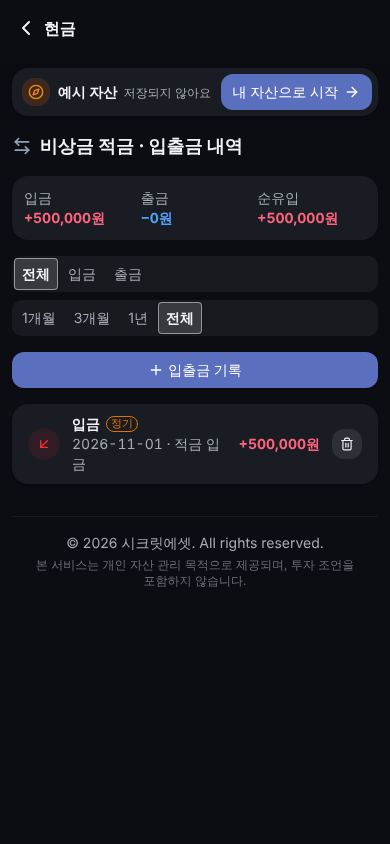 현금
예시 자산 저장되지 않아요 내 자산으로 시작
비상금 적금 · 입출금 내역
입금 출금 순유입
+500,000원 −0원 +500,000원
전체 입금 출금
1개월 3개월 1년 전체
입출금 기록
입금 정기
2026-11-01 · 적금 입
금
+500,000원
© 2026 시크릿에셋. All rights reserved.
본 서비스는 개인 자산 관리 목적으로 제공되며, 투자 조언을
포함하지 않습니다.